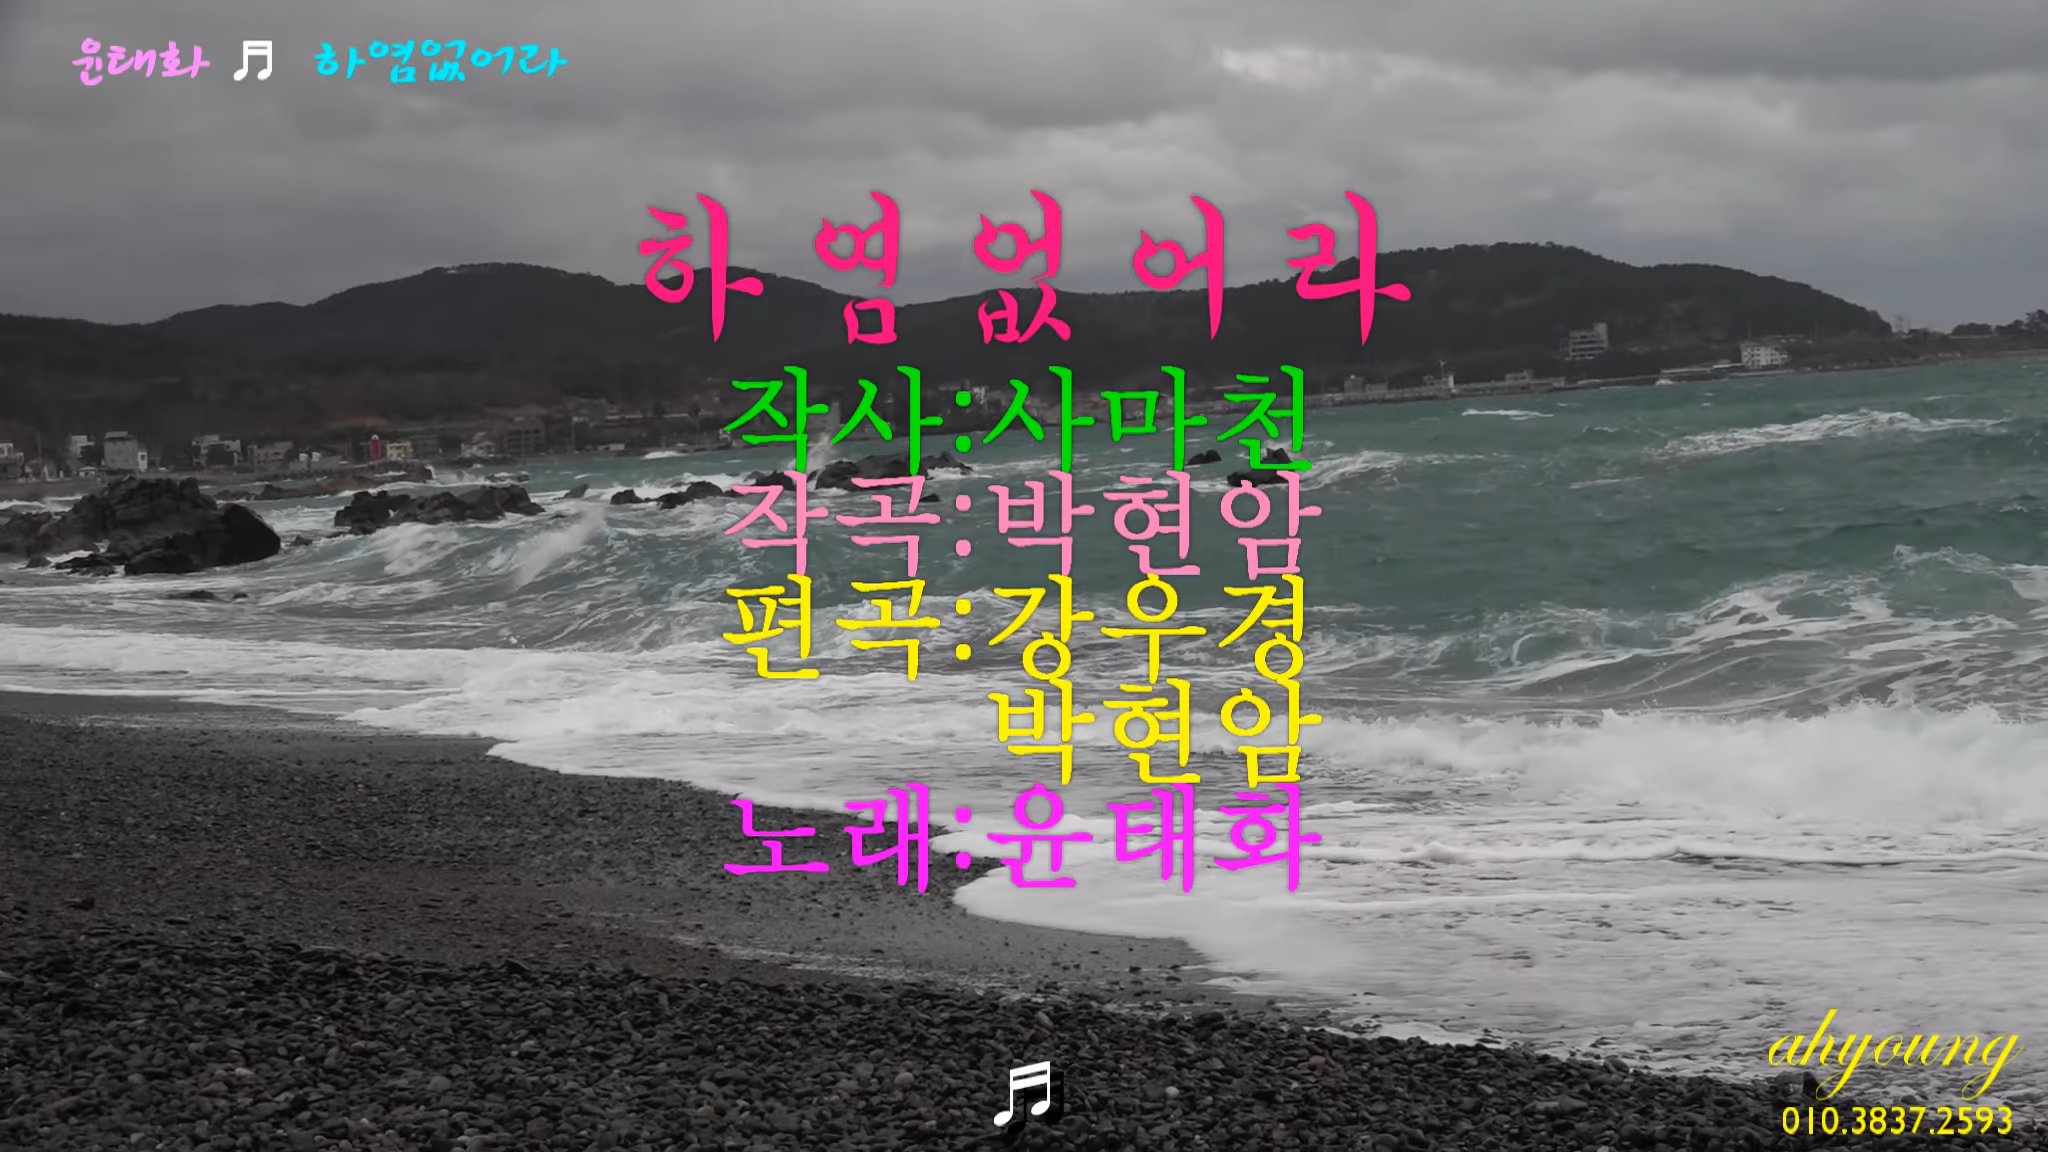 윤태화 ♬ 하염없어라
하염없어라
작사:사마천
작곡:박현암
편곡:강우경
박현암
노래:윤태화
♬
ahyoung
010.3837.2593